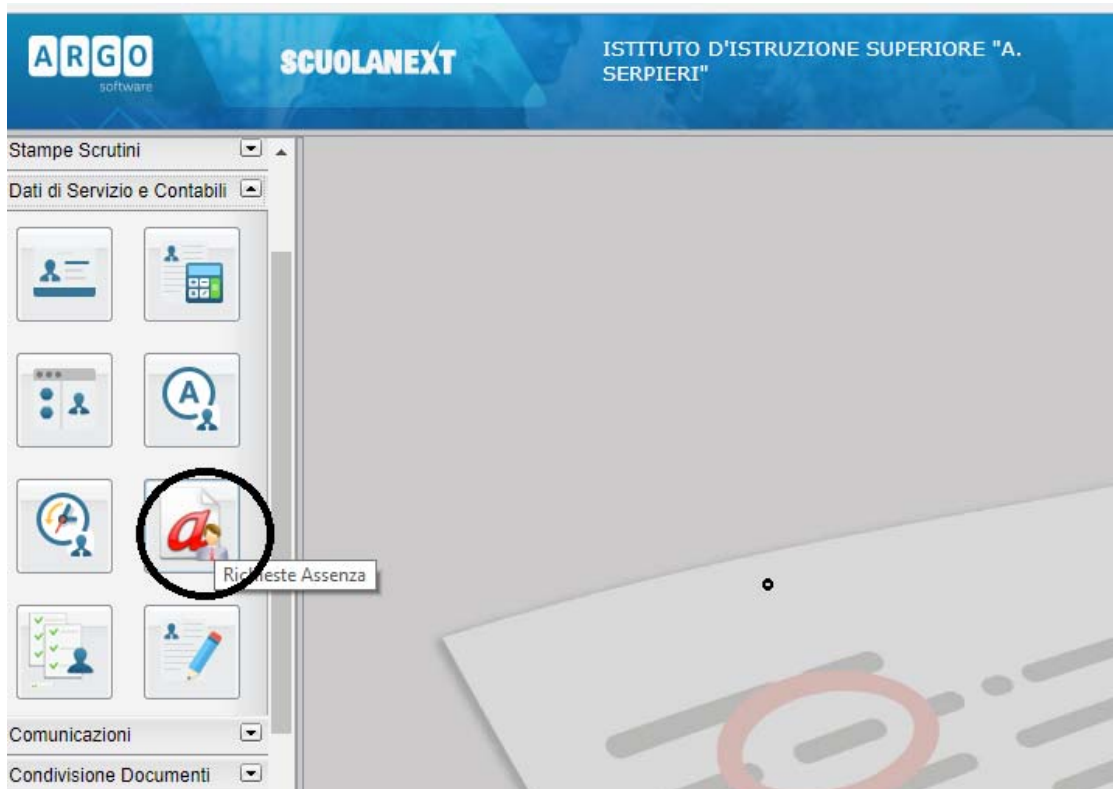 ARGO
software
SCUOLANEXT
ISTITUTO D'ISTRUZIONE SUPERIORE "A.
SERPIERI"
Stampe Scrutini
Dati di Servizio e Contabili
A
a
Richieste Assenza
Comunicazioni
Condivisione Documenti